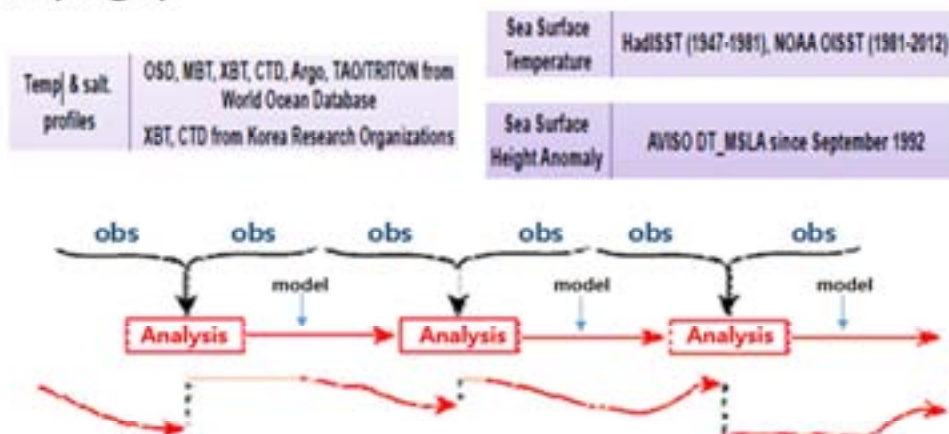 Temp & salt.
profiles
OSD, MBT, XBT, CTD, Argo, TAO/TRITON from
World Ocean Database
XBT, CTD from Korea Research Organizations
Sea Surface
Temperature
HadISST (1947-1981), NOAA OISST (1981-2012)
Sea Surface
Height Anomaly
AVISO DT_MSLA since September 1992
obs obs obs obs obs obs
model model model
Analysis Analysis Analysis